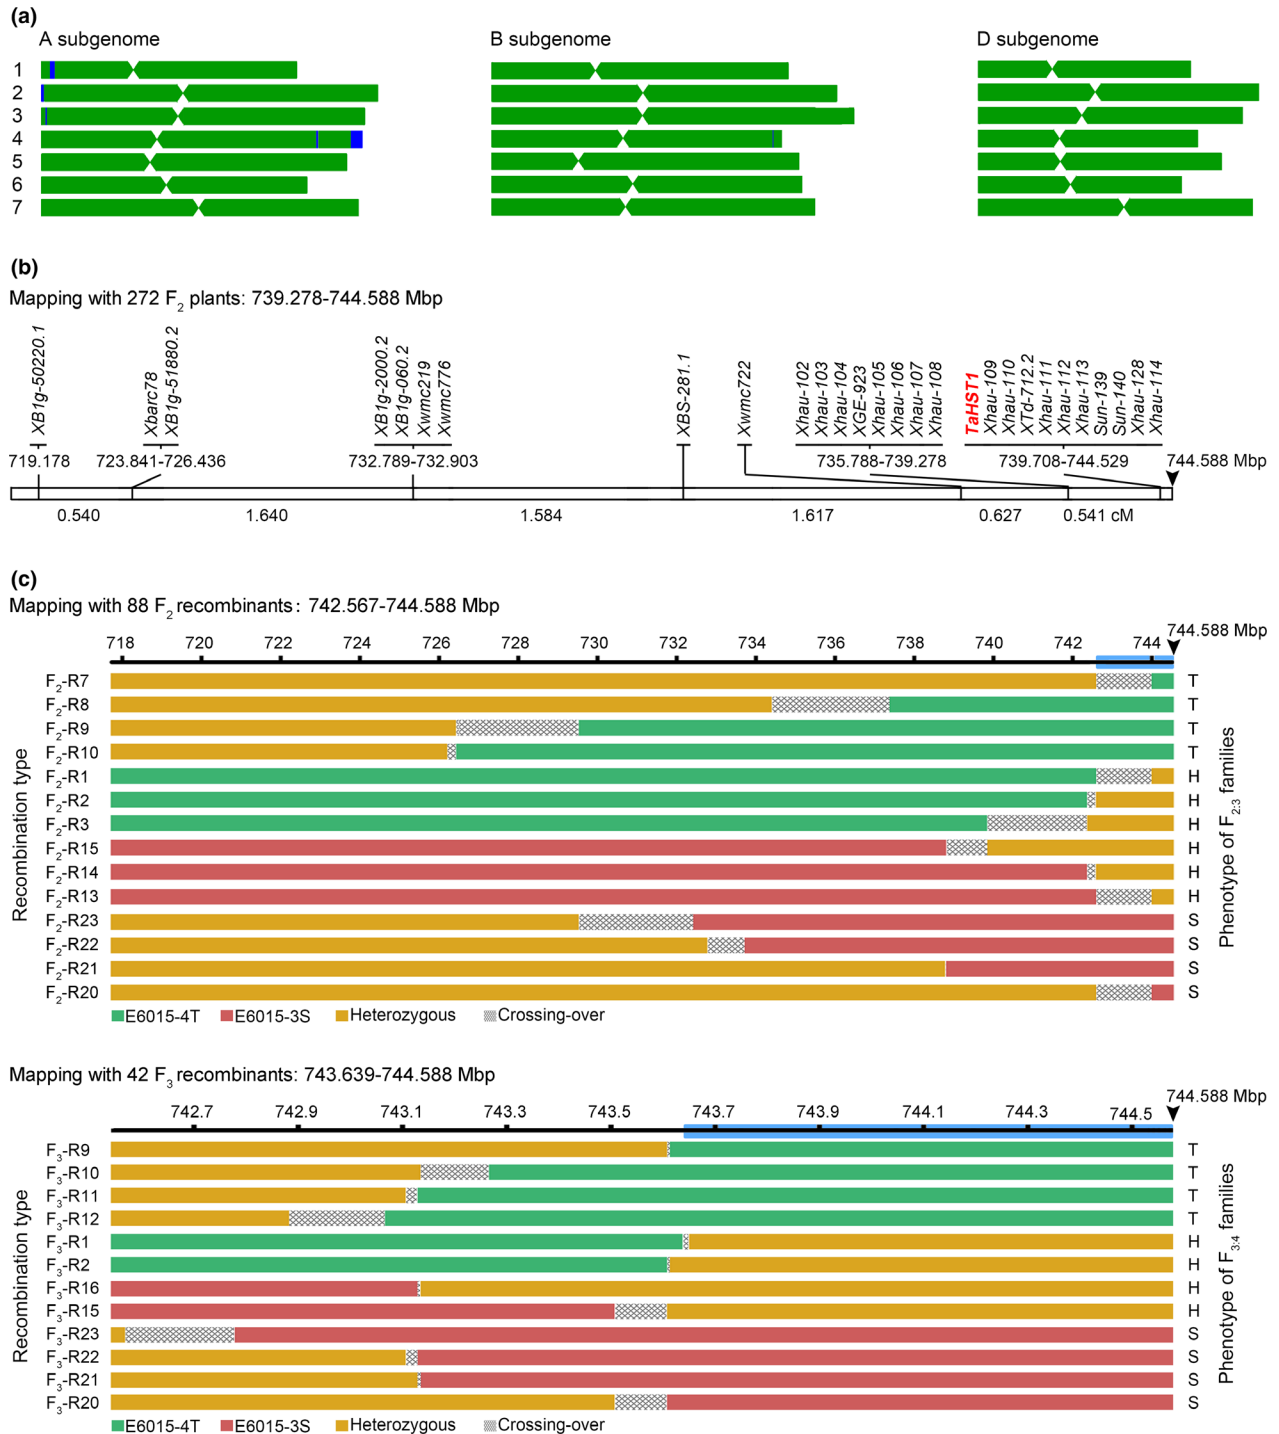 (a)
A subgenome
B subgenome
D subgenome
1
2
3
4
5
6
7
(b)
Mapping with 272 F2 plants: 739.278-744.588 Mbp
XB1g-50220.1
Xbarc78
XB1g-51880.2
XB1g-2000.2
XB1g-060.2
Xwmc219
Xwmc776
XBS-281.1
Xwmc722
Xhau-102
Xhau-103
Xhau-104
XGE-923
Xhau-105
Xhau-106
Xhau-107
Xhau-108
TaHST1
Xhau-109
Xhau-110
XTd-712.2
Xhau-111
Xhau-112
Xhau-113
Sun-139
Sun-140
Xhau-128
Xhau-114
719.178
723.841-726.436
732.789-732.903
735.788-739.278
739.708-744.529
744.588 Mbp
0.540
1.640
1.584
1.617
0.627
0.541 cM
(c)
Mapping with 88 F2 recombinants: 742.567-744.588 Mbp
744.588 Mbp
718 720 722 724 726 728 730 732 734 736 738 740 742 744
Recombination type
Phenotype of F2:3 families
F2-R7 T
F2-R8 T
F2-R9 T
F2-R10 T
F2-R1 H
F2-R2 H
F2-R3 H
F2-R15 H
F2-R14 H
F2-R13 H
F2-R23 S
F2-R22 S
F2-R21 S
F2-R20 S
E6015-4T E6015-3S Heterozygous Crossing-over
Mapping with 42 F3 recombinants: 743.639-744.588 Mbp
744.588 Mbp
742.7 742.9 743.1 743.3 743.5 743.7 743.9 744.1 744.3 744.5
Recombination type
Phenotype of F3:4 families
F3-R9 T
F3-R10 T
F3-R11 T
F3-R12 T
F3-R1 H
F3-R2 H
F3-R16 H
F3-R15 H
F3-R23 S
F3-R22 S
F3-R21 S
F3-R20 S
E6015-4T E6015-3S Heterozygous Crossing-over